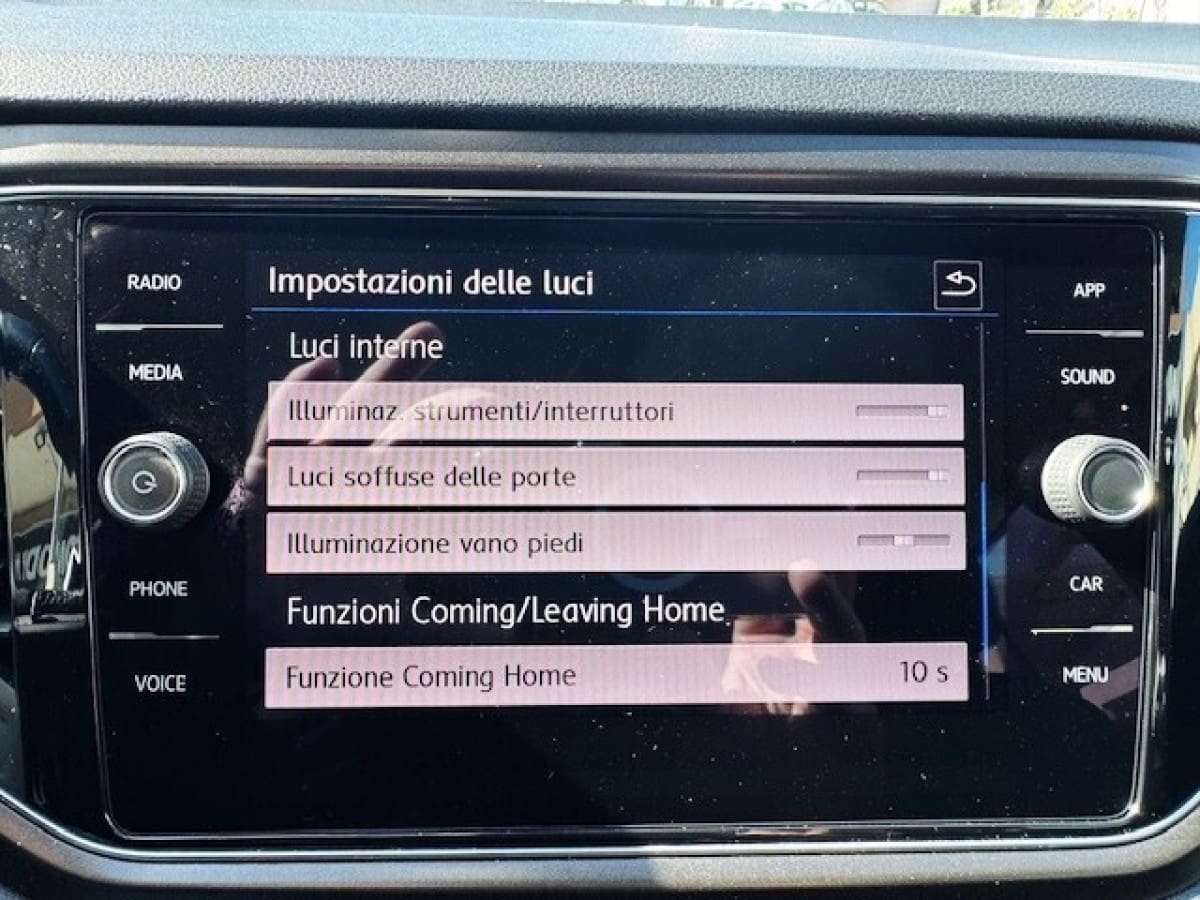 RADIO
MEDIA
PHONE
VOICE
Impostazioni delle luci
Luci interne
Illuminaz. strumenti/interruttori
Luci soffuse delle porte
Illuminazione vano piedi
Funzioni Coming/Leaving Home
Funzione Coming Home 10 s
APP
SOUND
CAR
MENU